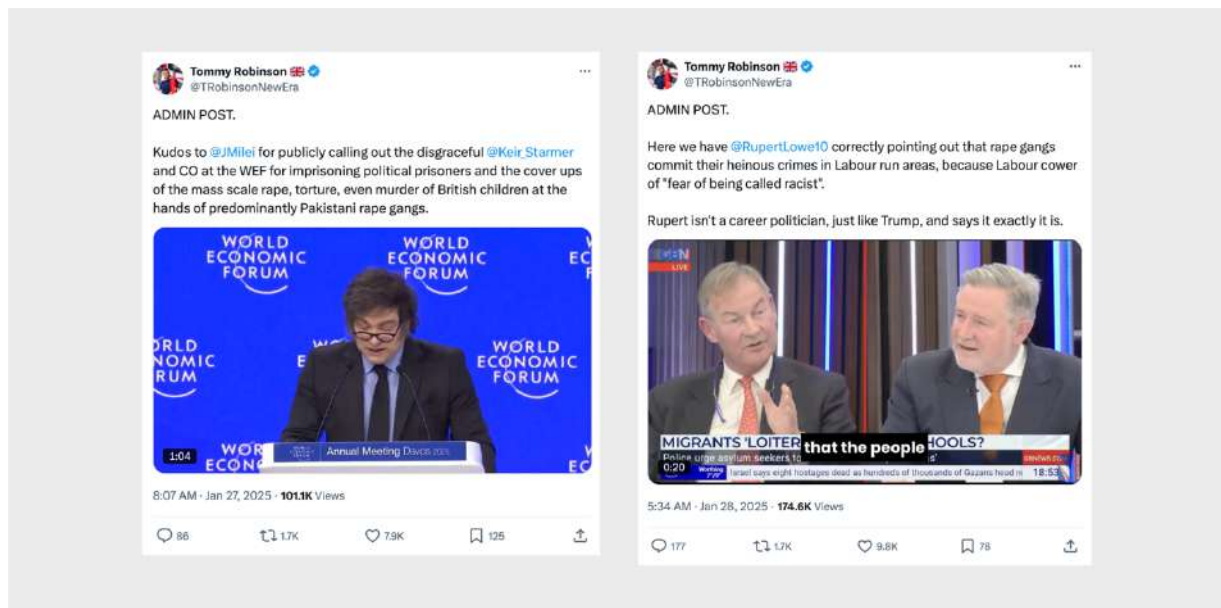 Tommy Robinson
@TRobinsonNewEra
ADMIN POST.
Kudos to @JMilei for publicly calling out the disgraceful @Keir_Starmer
and CO at the WEF for imprisoning political prisoners and the cover ups
of the mass scale rape, torture, even murder of British children at the
hands of predominantly Pakistani rape gangs.
WORLD
ECONOMIC
FORUM
WORLD
ECONOMIC
FORUM
EC
ORLD
NOMIC
RUM
WORLD
ECONOMIC
FORUM
WOR
ECON
Annual Meeting Davos 2025
1:04
8:07 AM · Jan 27, 2025 · 101.1K Views
86
1.7K
7.9K
125
Tommy Robinson
@TRobinsonNewEra
ADMIN POST.
Here we have @RupertLowe10 correctly pointing out that rape gangs
commit their heinous crimes in Labour run areas, because Labour cower
of "fear of being called racist".
Rupert isn't a career politician, just like Trump, and says it exactly it is.
LIVE
MIGRANTS 'LOITER
that the people
HOOLS?
Police urge asylum seekers to
0:20
Israel says eight hostages dead as hundreds of thousands of Gazans head n
18:53
5:34 AM · Jan 28, 2025 · 174.6K Views
177
1.7K
9.8K
78